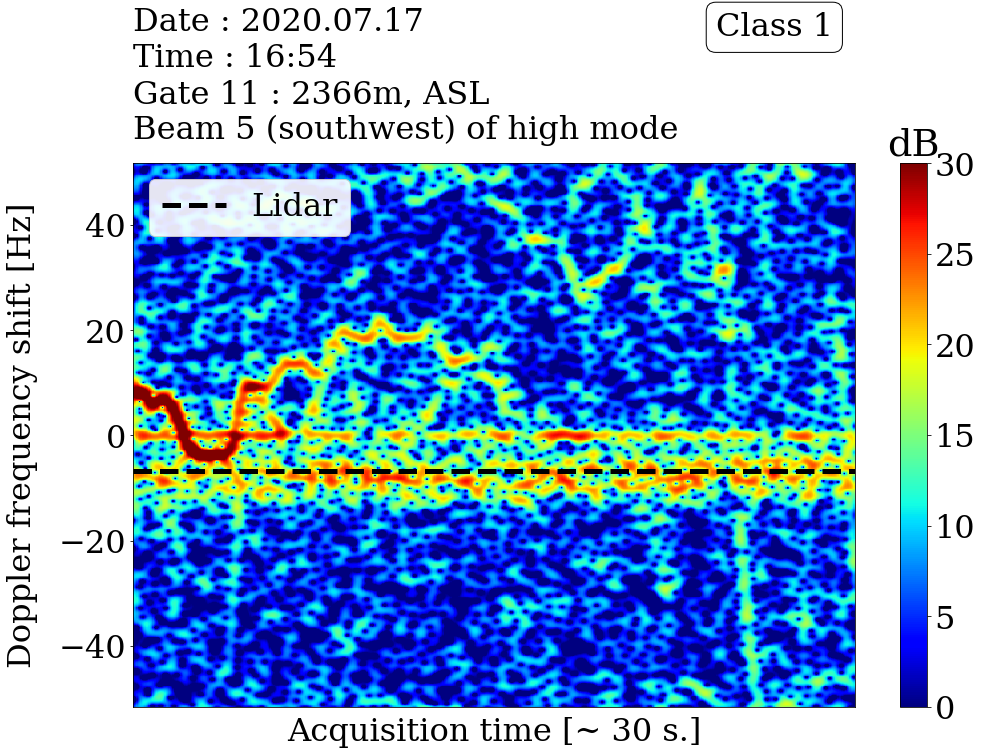 Date : 2020.07.17
Time : 16:54
Gate 11 : 2366m, ASL
Beam 5 (southwest) of high mode
Class 1
dB
Lidar
Doppler frequency shift [Hz]
40
20
0
−20
−40
30
25
20
15
10
5
0
Acquisition time [~ 30 s.]